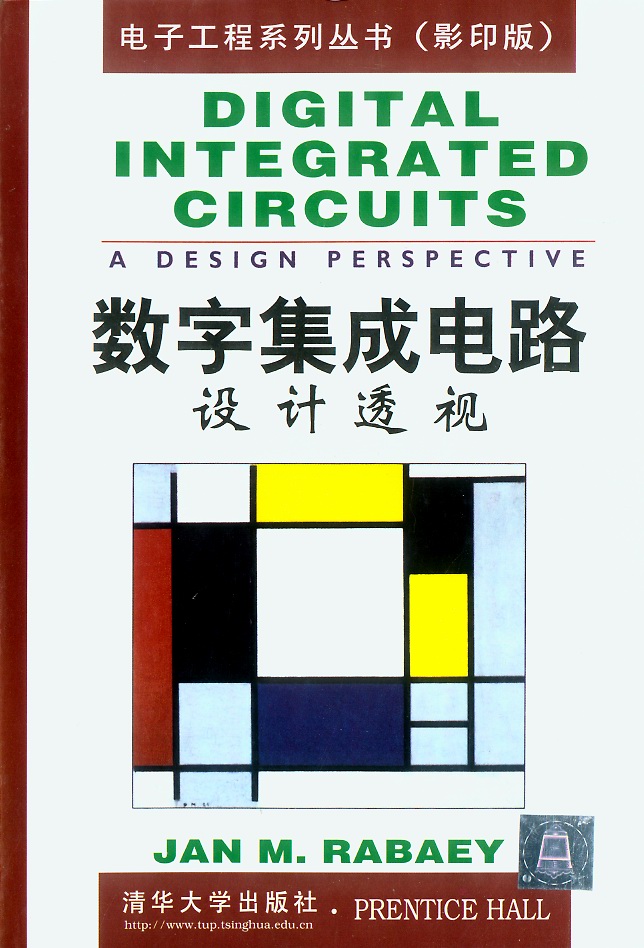 电子工程系列丛书（影印版）
DIGITAL
INTEGRATED
CIRCUITS
A DESIGN PERSPECTIVE
数字集成电路
设计透视
JAN M. RABAEY
清华大学出版社 · PRENTICE HALL
http://www.tup.tsinghua.edu.cn